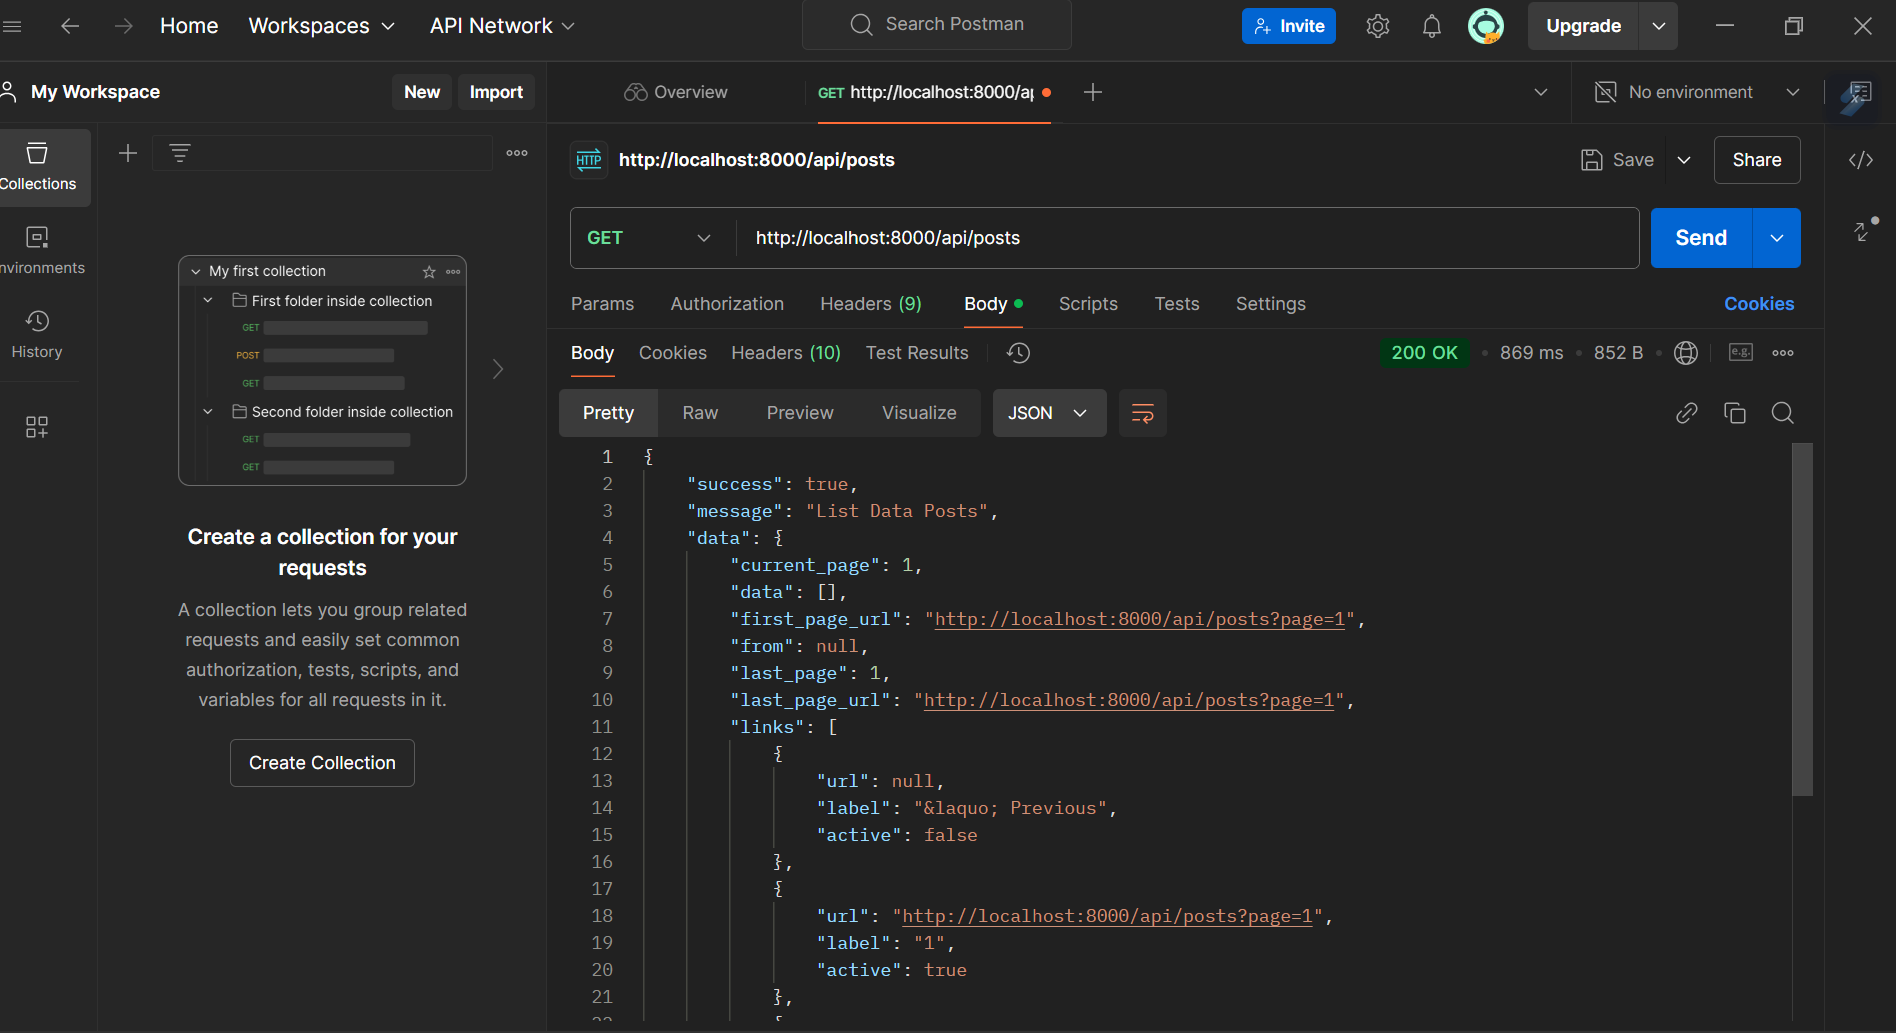 Home Workspaces API Network Search Postman Invite Upgrade
My Workspace New Import
Overview GET http://localhost:8000/a No environment
Collections
nvironments
History
My first collection
First folder inside collection
GET
POST
GET
Second folder inside collection
GET
GET
Create a collection for your
requests
A collection lets you group related
requests and easily set common
authorization, tests, scripts, and
variables for all requests in it.
Create Collection
HTTP http://localhost:8000/api/posts Save Share
GET http://localhost:8000/api/posts Send
Params Authorization Headers (9) Body Scripts Tests Settings Cookies
Body Cookies Headers (10) Test Results 200 OK 869 ms 852 B e.g.
Pretty Raw Preview Visualize JSON
1 {
2 "success": true,
3 "message": "List Data Posts",
4 "data": {
5 "current_page": 1,
6 "data": [],
7 "first_page_url": "http://localhost:8000/api/posts?page=1",
8 "from": null,
9 "last_page": 1,
10 "last_page_url": "http://localhost:8000/api/posts?page=1",
11 "links": [
12 {
13 "url": null,
14 "label": "&laquo; Previous",
15 "active": false
16 },
17 {
18 "url": "http://localhost:8000/api/posts?page=1",
19 "label": "1",
20 "active": true
21 },